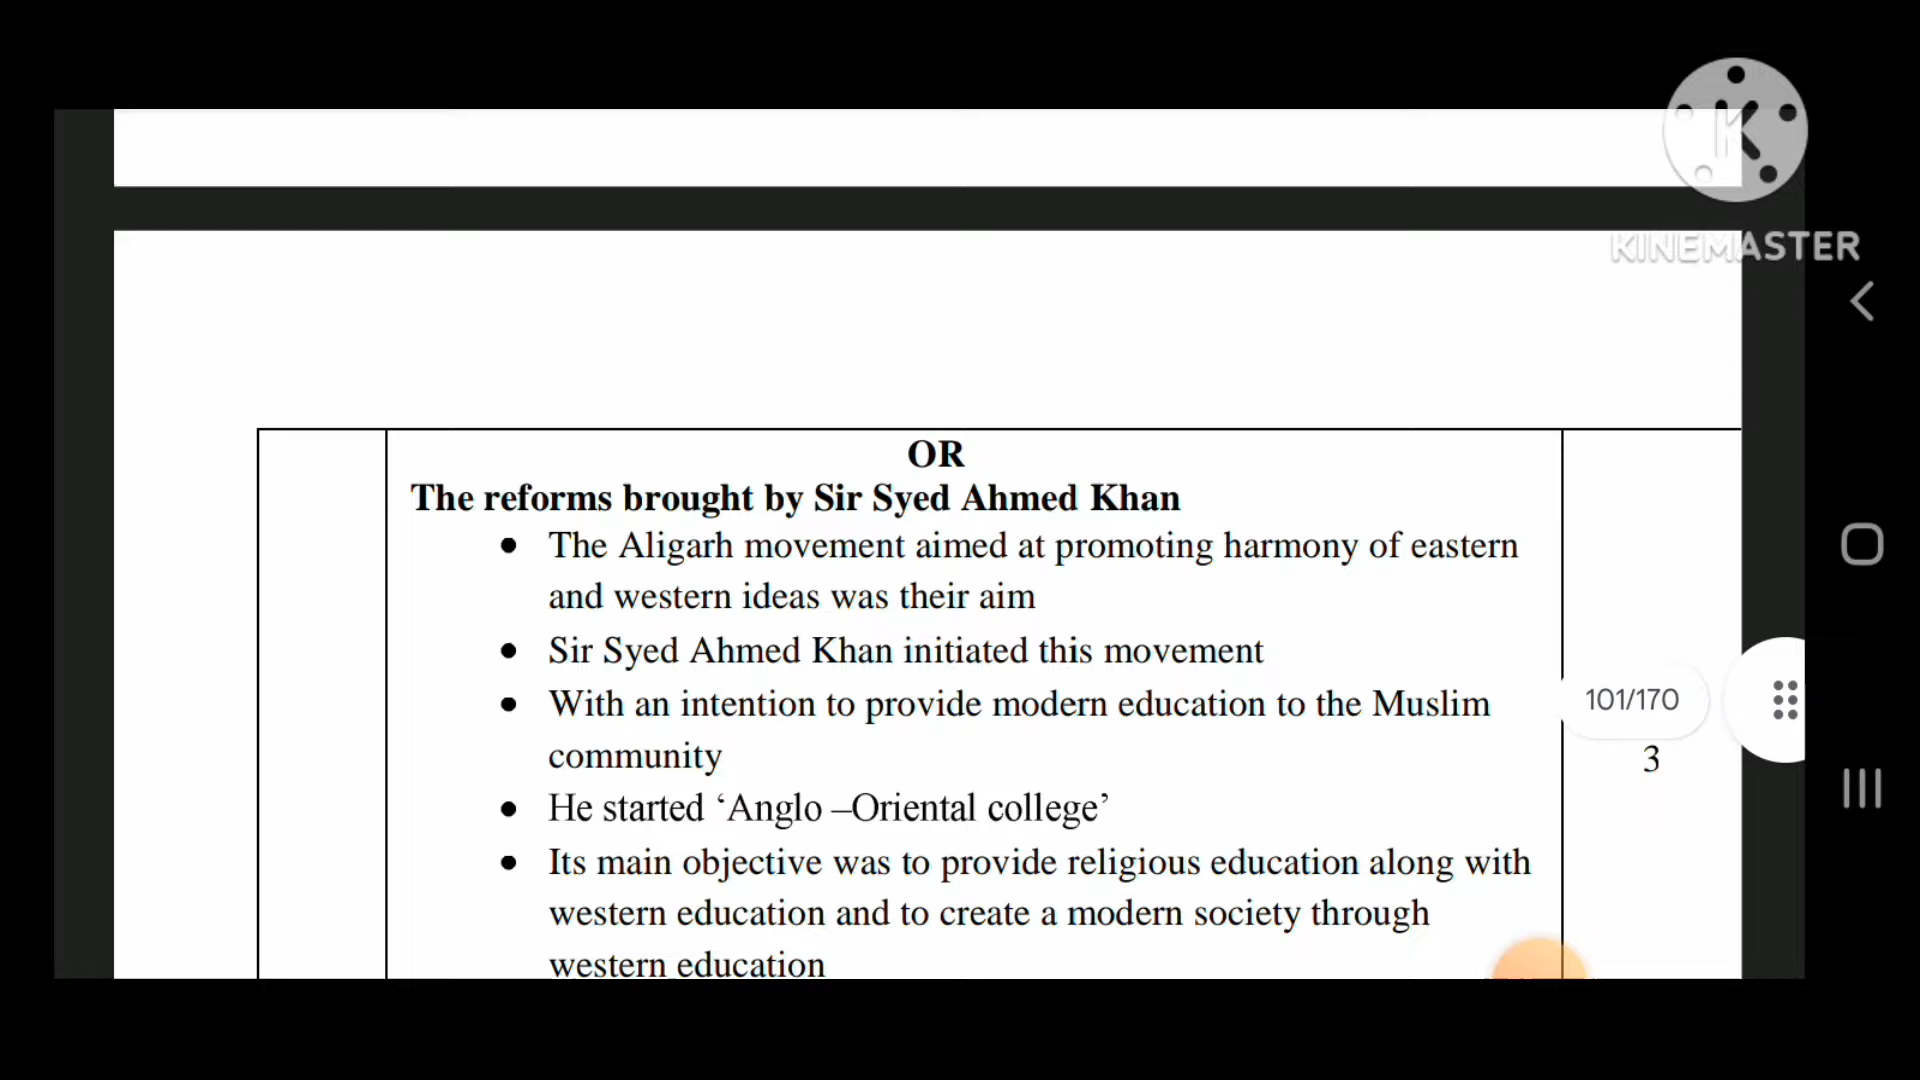 K
KINEMASTER
OR
The reforms brought by Sir Syed Ahmed Khan
• The Aligarh movement aimed at promoting harmony of eastern
and western ideas was their aim
• Sir Syed Ahmed Khan initiated this movement
• With an intention to provide modern education to the Muslim
community
• He started ‘Anglo –Oriental college’
• Its main objective was to provide religious education along with
western education and to create a modern society through
western education
101/170
3